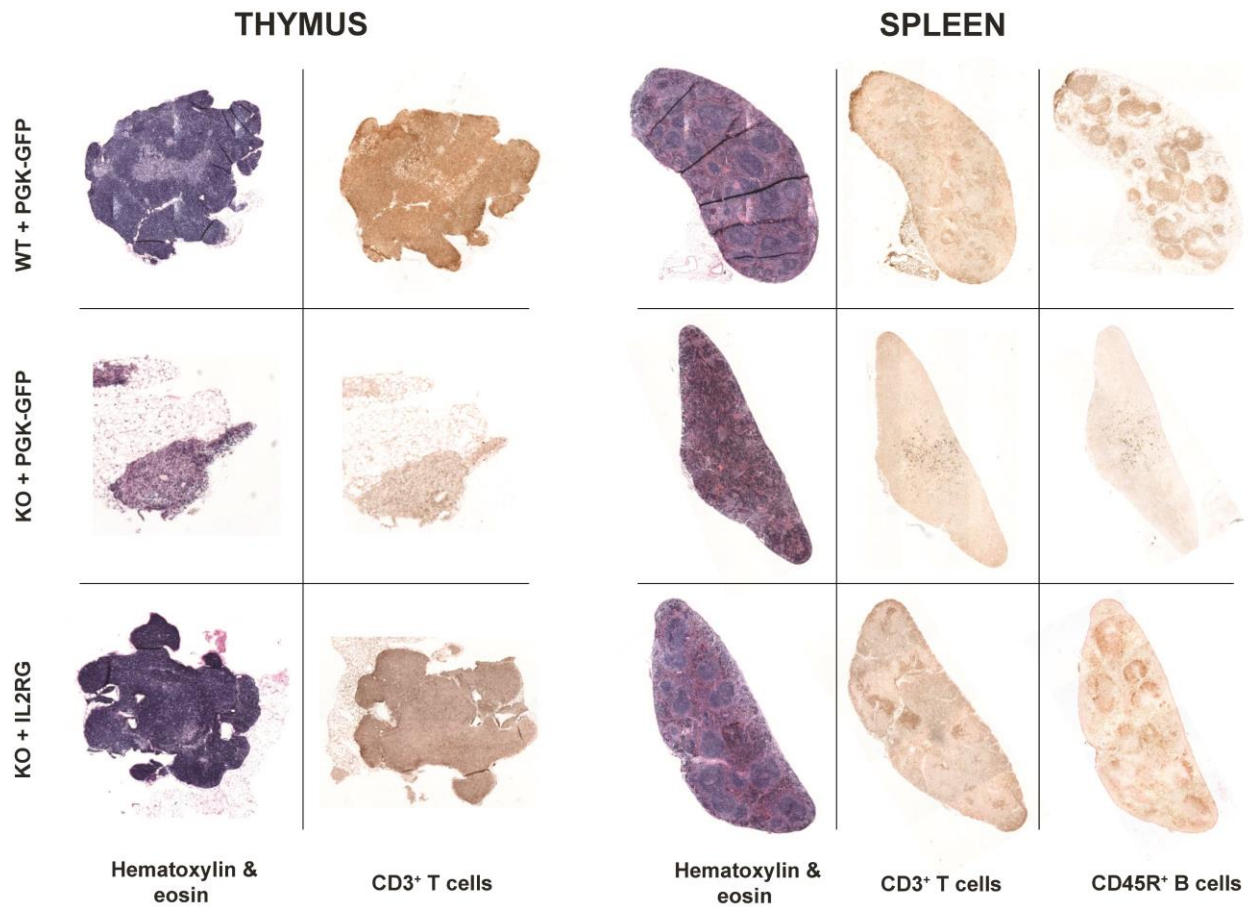 THYMUS
SPLEEN
WT + PGK-GFP
KO + PGK-GFP
KO + IL2RG
Hematoxylin &
eosin
CD3⁺ T cells
Hematoxylin &
eosin
CD3⁺ T cells
CD45R⁺ B cells